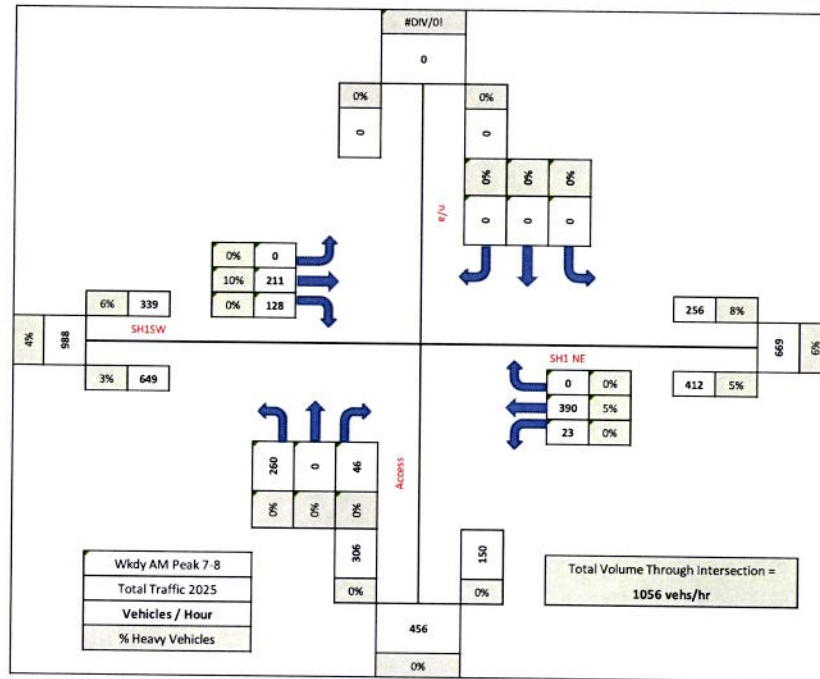 #DIV/0!
0
0% 0%
0 0
0% 0% 0%
n/a
0 0 0
0% 0
10% 211
0% 128
6% 339
256 8%
SH1SW
4% 988
669 6%
SH1 NE
3% 649
412 5%
0 0%
390 5%
23 0%
260 0 46
Access
0% 0% 0%
306 150
0% 0%
Wkdy AM Peak 7-8
Total Traffic 2025
Vehicles / Hour
% Heavy Vehicles
Total Volume Through Intersection =
1056 vehs/hr
456
0%